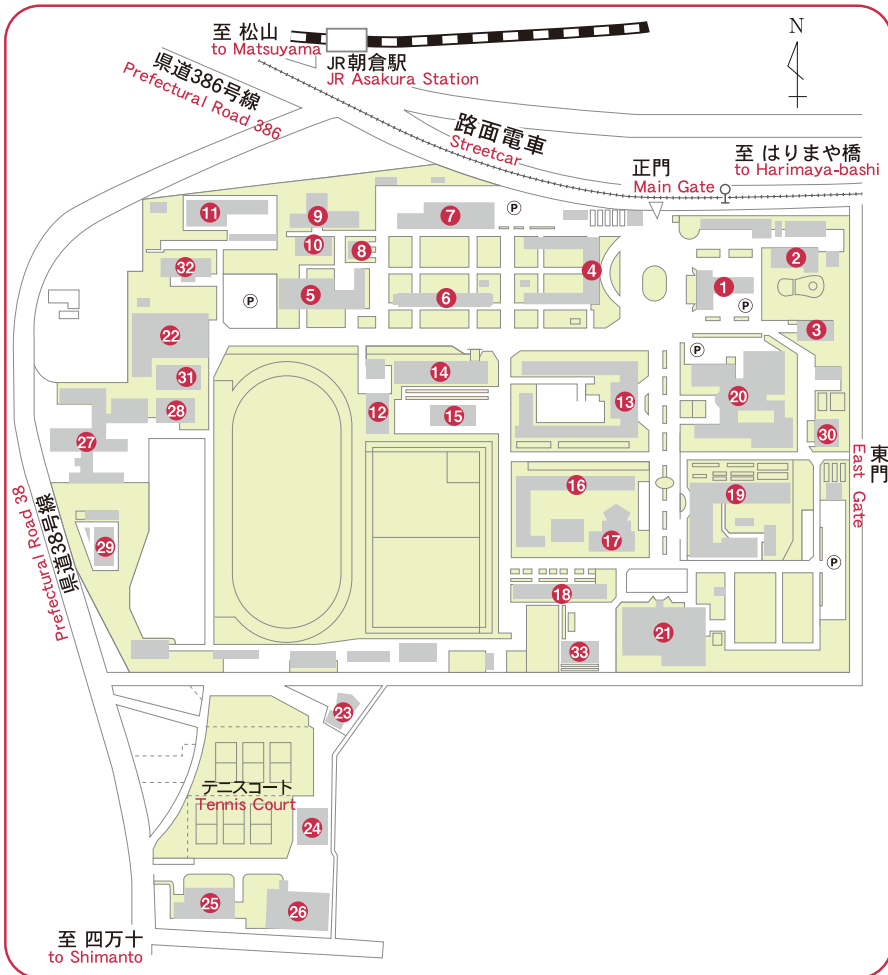 至 松山
to Matsuyama
JR朝倉駅
JR Asakura Station
N
県道386号線
Prefectural Road 386
路面電車
Streetcar
正門
Main Gate
至 はりまや橋
to Harimaya-bashi
11
9
7
P
10
8
2
32
4
1
5
6
P
P
3
22
P
31
14
20
28
12
15
13
30
27
東門
East Gate
16
19
県道38号線
Prefectural Road 38
29
17
P
18
21
33
23
テニスコート
Tennis Court
24
25
26
至 四万十
to Shimanto